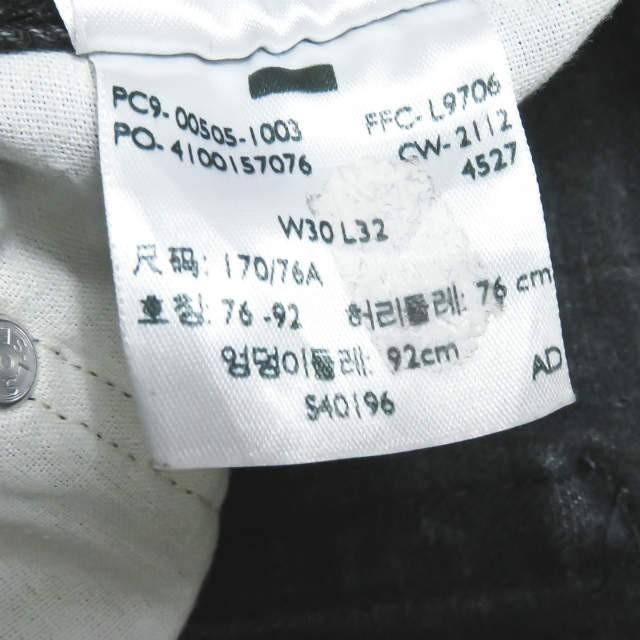 PC9-00505-1003 FFC-L9706
PO-4100157076 CW-2112
4527
W30 L32
尺碼: 170/76A
호칭: 76-92 허리둘레: 76 cm
엉덩이둘레: 92cm
AD
S40196